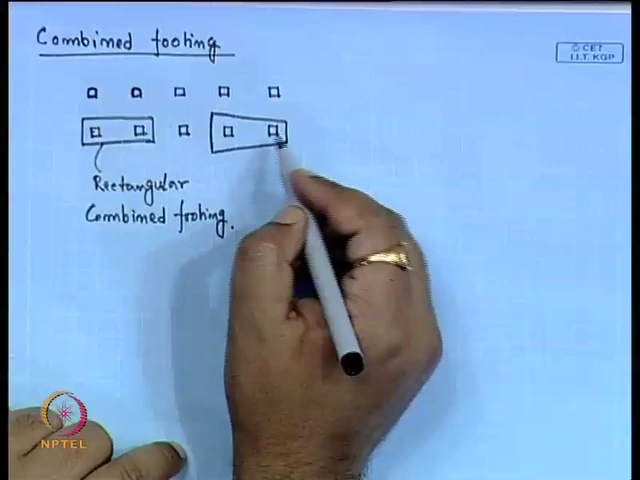 Combined footing
© CET
I.I.T. KGP
Rectangular
Combined footing.
NPTEL